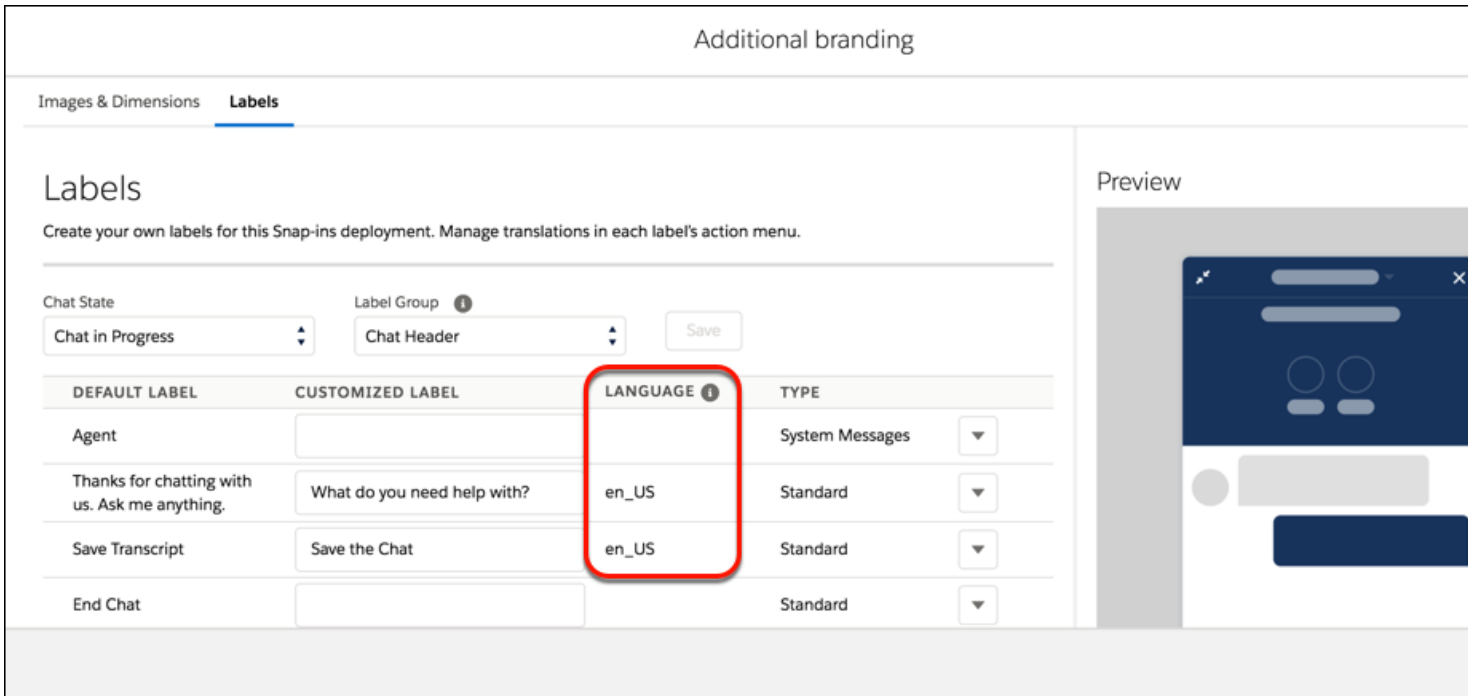 Additional branding
Images & Dimensions Labels
Labels
Create your own labels for this Snap-ins deployment. Manage translations in each label's action menu.
Chat State Label Group
Chat in Progress Chat Header Save
DEFAULT LABEL CUSTOMIZED LABEL LANGUAGE TYPE
Agent System Messages
Thanks for chatting with
us. Ask me anything. What do you need help with? en_US Standard
Save Transcript Save the Chat en_US Standard
End Chat Standard
Preview